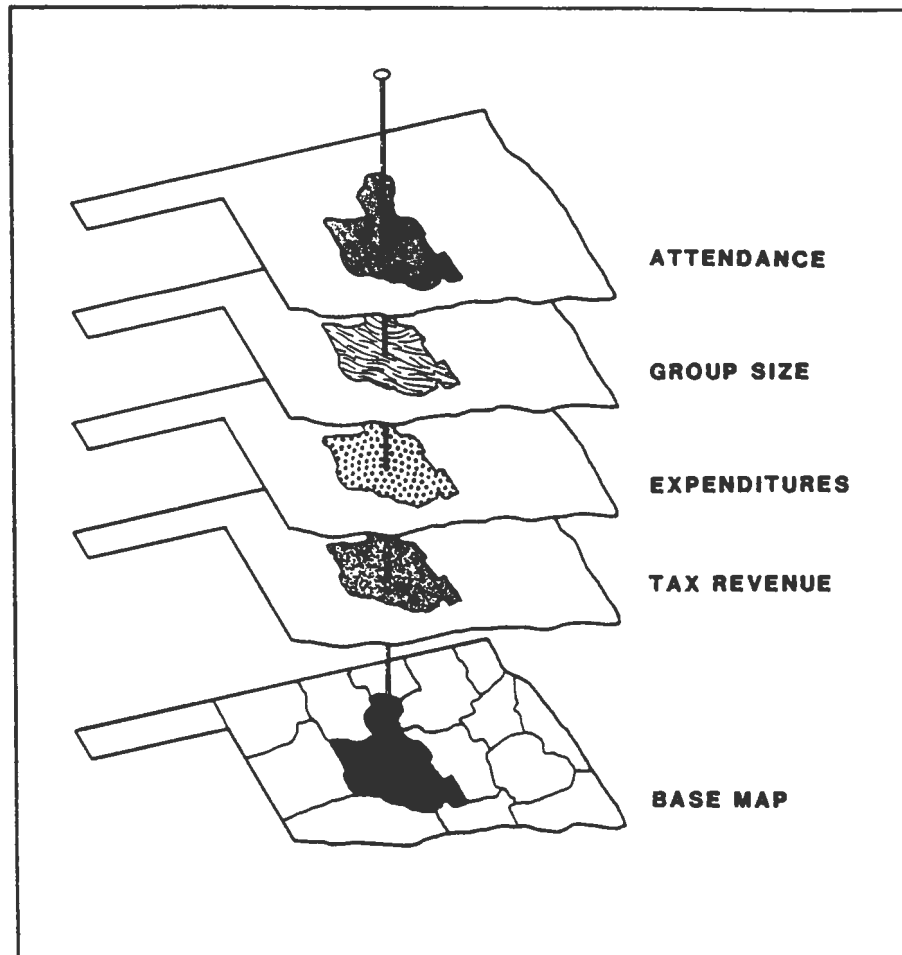 ATTENDANCE
GROUP SIZE
EXPENDITURES
TAX REVENUE
BASE MAP